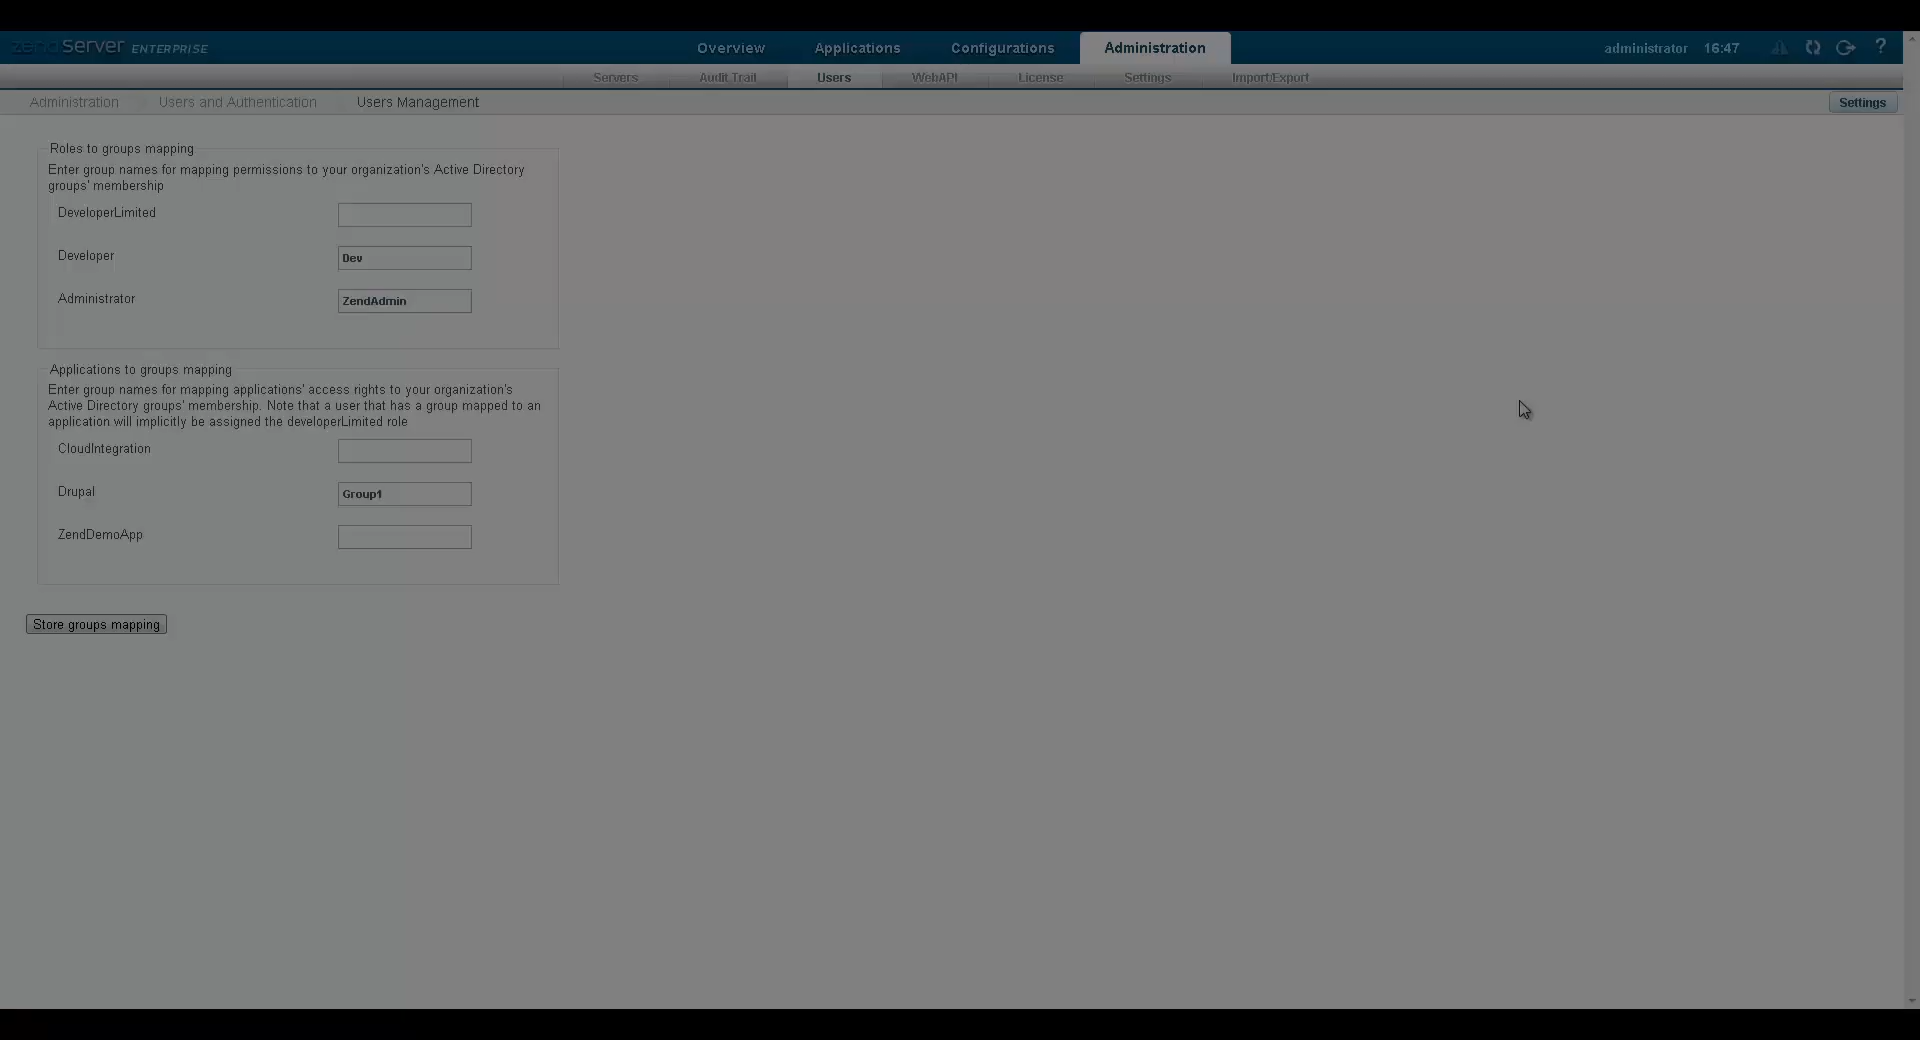 zend Server ENTERPRISE
Overview Applications Configurations Administration administrator 16:47 ?
Servers Audit Trail Users WebAPI License Settings Import/Export
Administration Users and Authentication Users Management Settings
Roles to groups mapping
Enter group names for mapping permissions to your organization's Active Directory
groups' membership
DeveloperLimited
Developer Dev
Administrator ZendAdmin
Applications to groups mapping
Enter group names for mapping applications' access rights to your organization's
Active Directory groups' membership. Note that a user that has a group mapped to an
application will implicitly be assigned the developerLimited role
CloudIntegration
Drupal Group1
ZendDemoApp
Store groups mapping